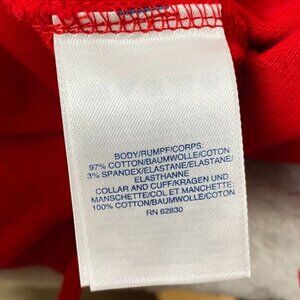 BODY/RUMPF/CORPS:
97% COTTON/BAUMWOLLE/COTON
3% SPANDEX/ELASTANE/ELASTANE/
ELASTHANNE
COLLAR AND CUFF/KRAGEN UND
MANSCHETTE/COL ET MANCHETTE:
100% COTTON/BAUMWOLLE/COTON
RN 62830